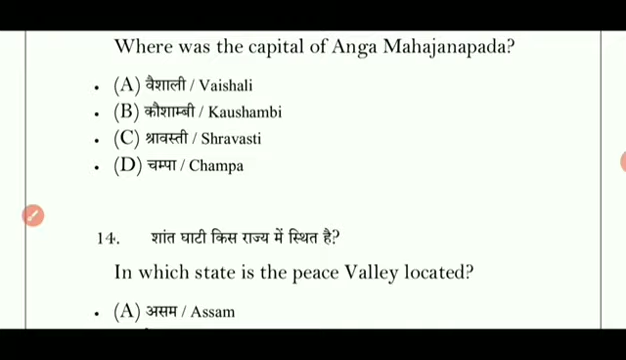 Where was the capital of Anga Mahajanapada?
• (A) वैशाली / Vaishali
• (B) कौशाम्बी / Kaushambi
• (C) श्रावस्ती / Shravasti
• (D) चम्पा / Champa
14. शांत घाटी किस राज्य में स्थित है?
In which state is the peace Valley located?
• (A) असम / Assam